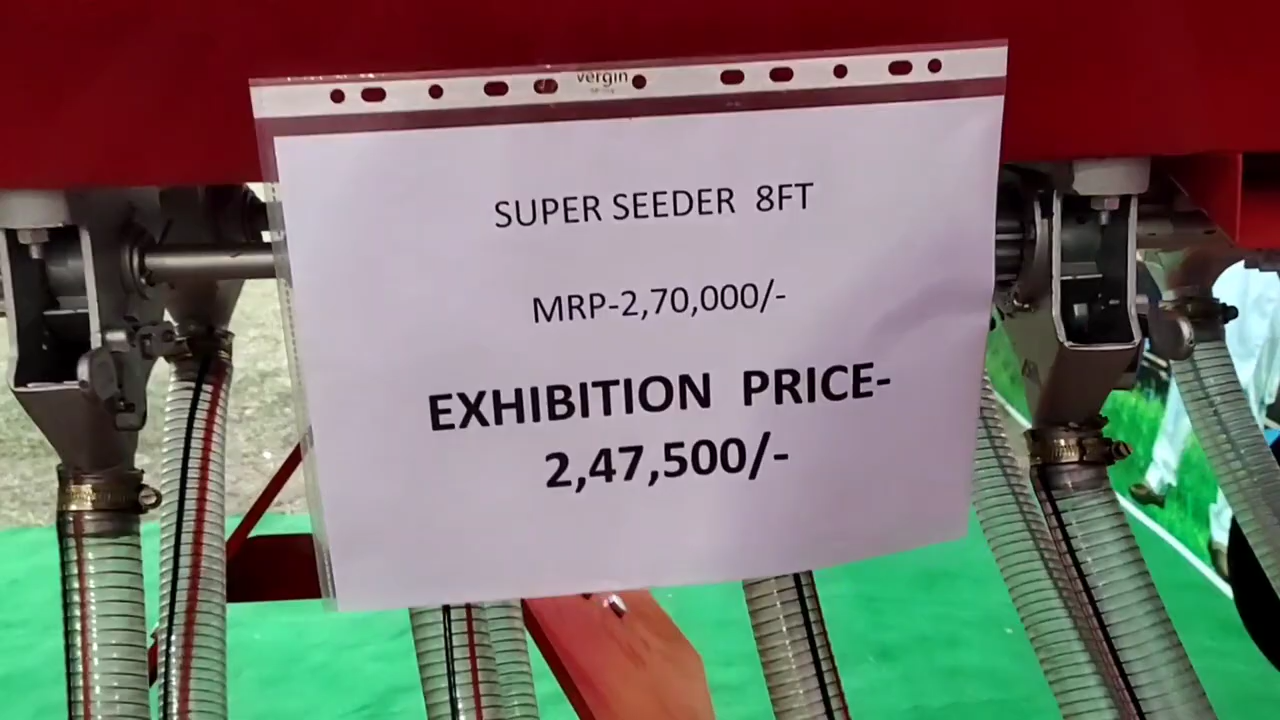 vergin
SUPER SEEDER 8FT
MRP-2,70,000/-
EXHIBITION PRICE-
2,47,500/-